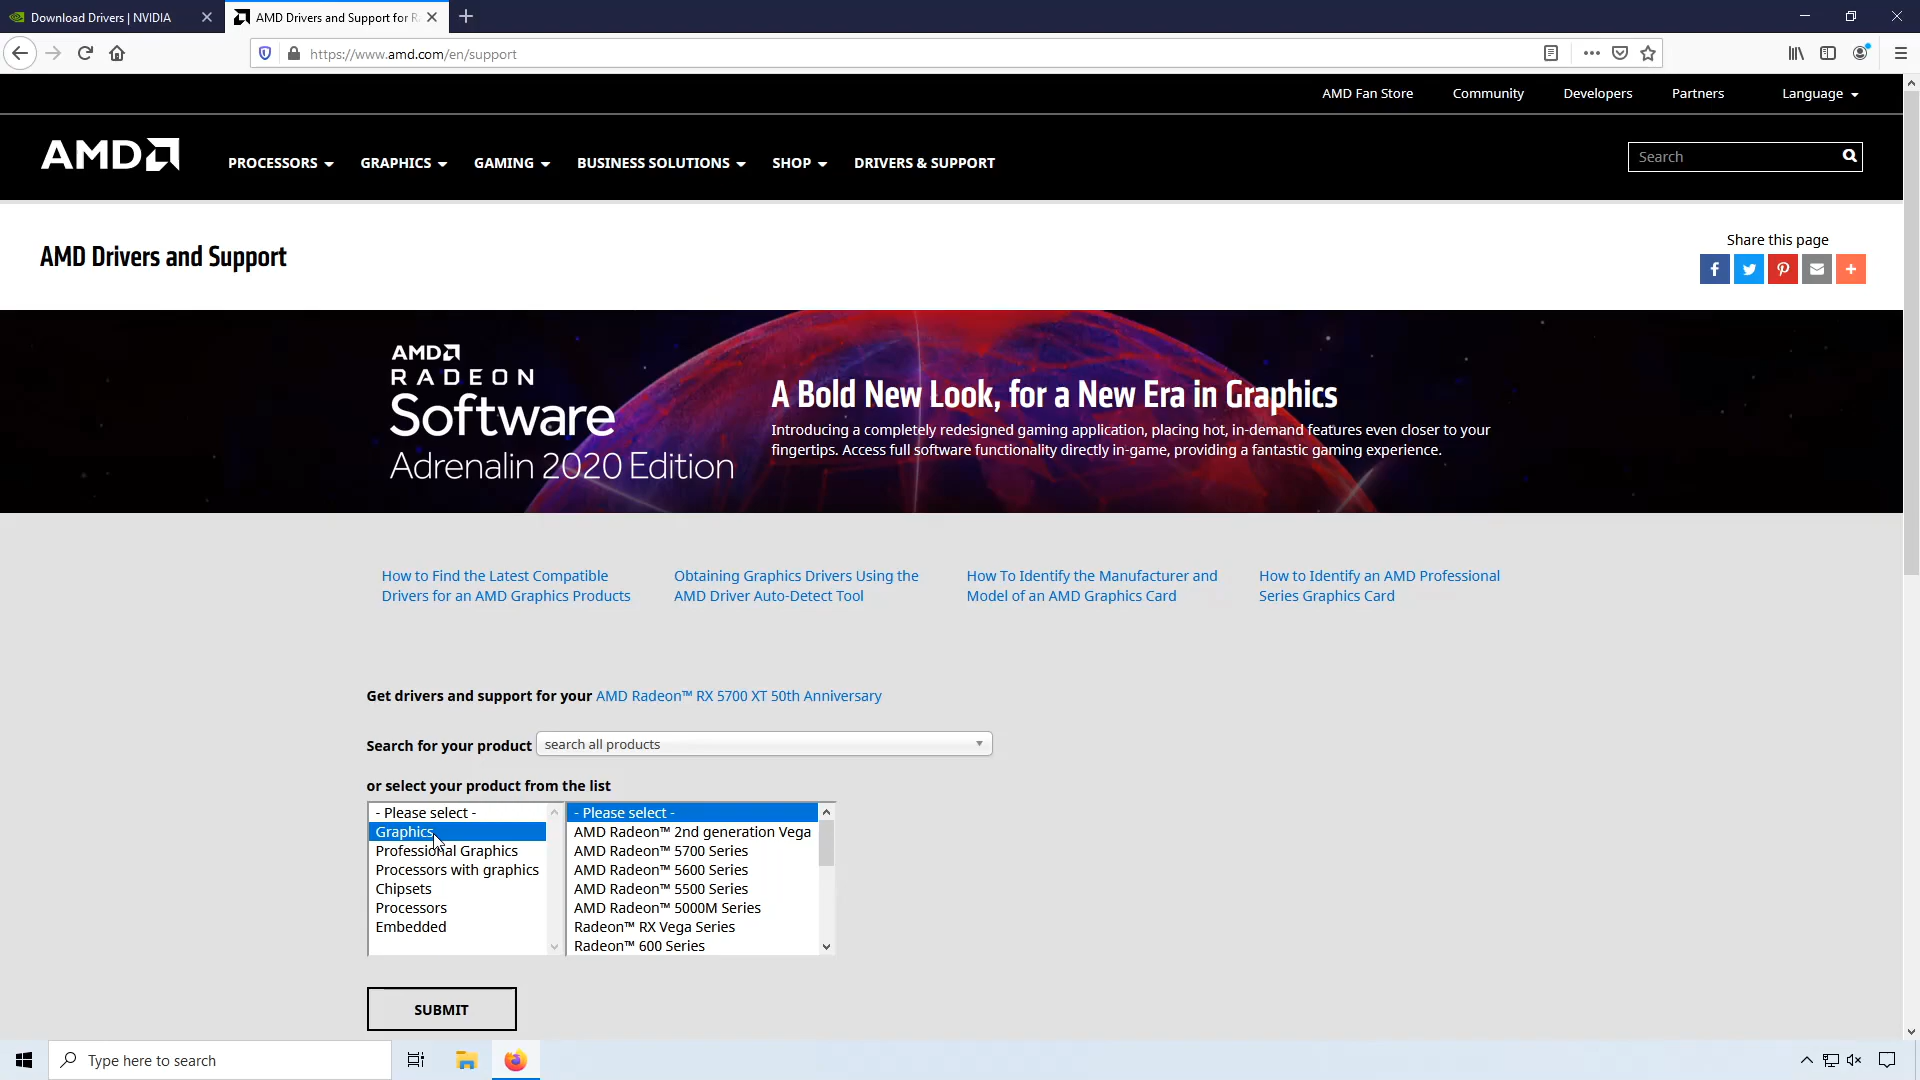 Download Drivers | NVIDIA
AMD Drivers and Support for R
https://www.amd.com/en/support
AMD Fan Store
Community
Developers
Partners
Language
AMD
PROCESSORS
GRAPHICS
GAMING
BUSINESS SOLUTIONS
SHOP
DRIVERS & SUPPORT
Search
AMD Drivers and Support
Share this page
AMD
RADEON
Software
Adrenalin 2020 Edition
A Bold New Look, for a New Era in Graphics
Introducing a completely redesigned gaming application, placing hot, in-demand features even closer to your
fingertips. Access full software functionality directly in-game, providing a fantastic gaming experience.
How to Find the Latest Compatible
Drivers for an AMD Graphics Products
Obtaining Graphics Drivers Using the
AMD Driver Auto-Detect Tool
How To Identify the Manufacturer and
Model of an AMD Graphics Card
How to Identify an AMD Professional
Series Graphics Card
Get drivers and support for your AMD Radeon™ RX 5700 XT 50th Anniversary
Search for your product
search all products
or select your product from the list
- Please select -
Graphics
Professional Graphics
Processors with graphics
Chipsets
Processors
Embedded
- Please select -
AMD Radeon™ 2nd generation Vega
AMD Radeon™ 5700 Series
AMD Radeon™ 5600 Series
AMD Radeon™ 5500 Series
AMD Radeon™ 5000M Series
Radeon™ RX Vega Series
Radeon™ 600 Series
SUBMIT
Type here to search